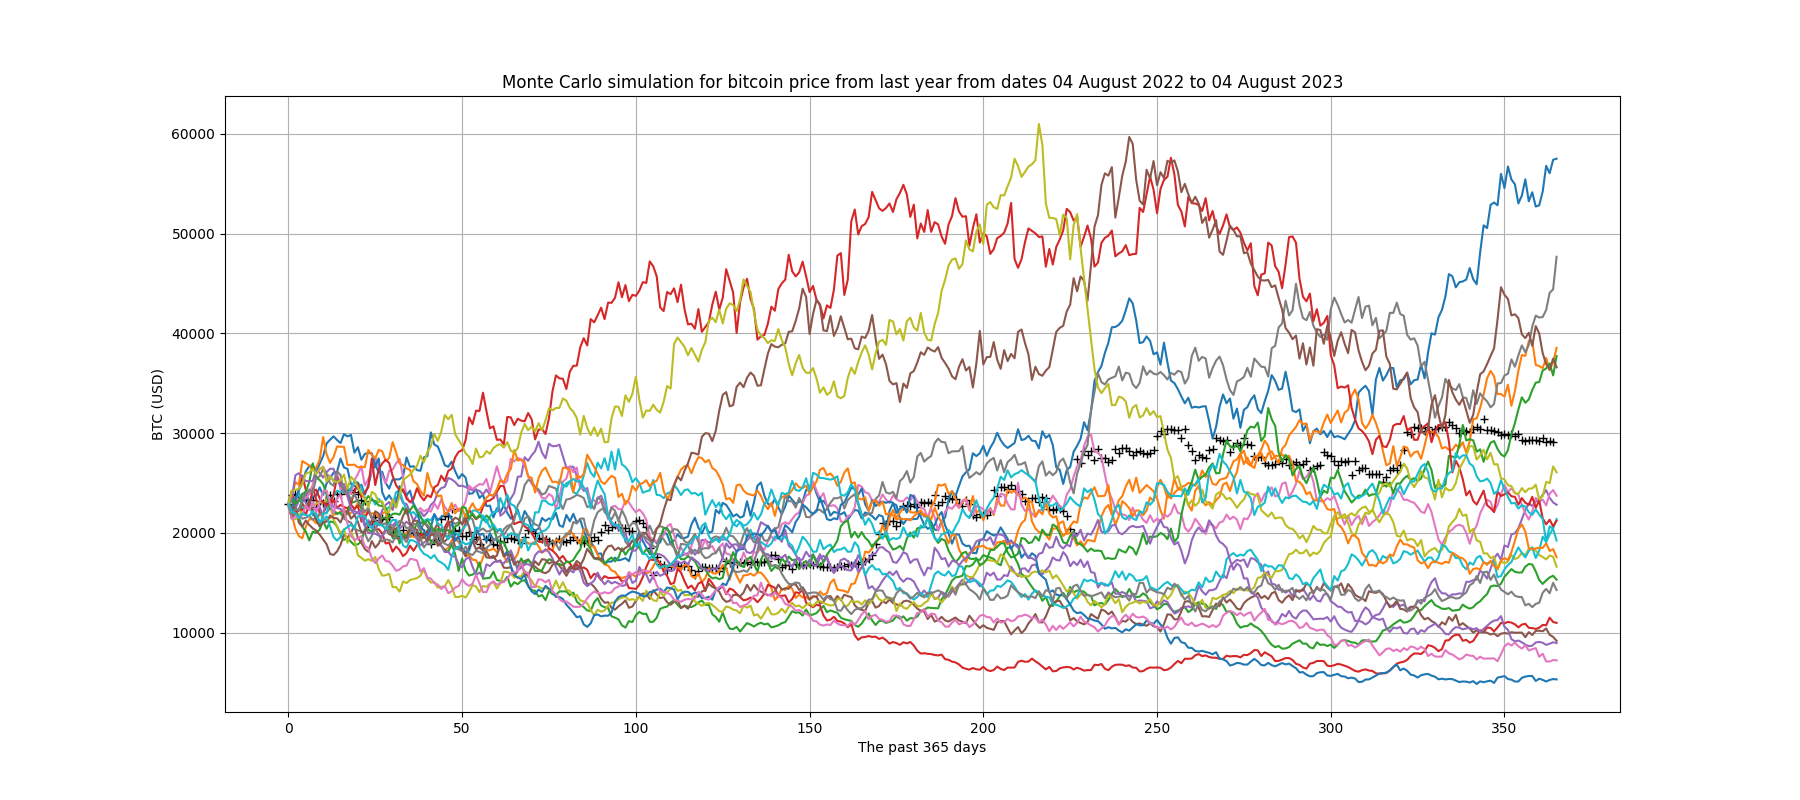 Monte Carlo simulation for bitcoin price from last year from dates 04 August 2022 to 04 August 2023
60000
50000
40000
30000
20000
10000
BTC (USD)
0 50 100 150 200 250 300 350
The past 365 days